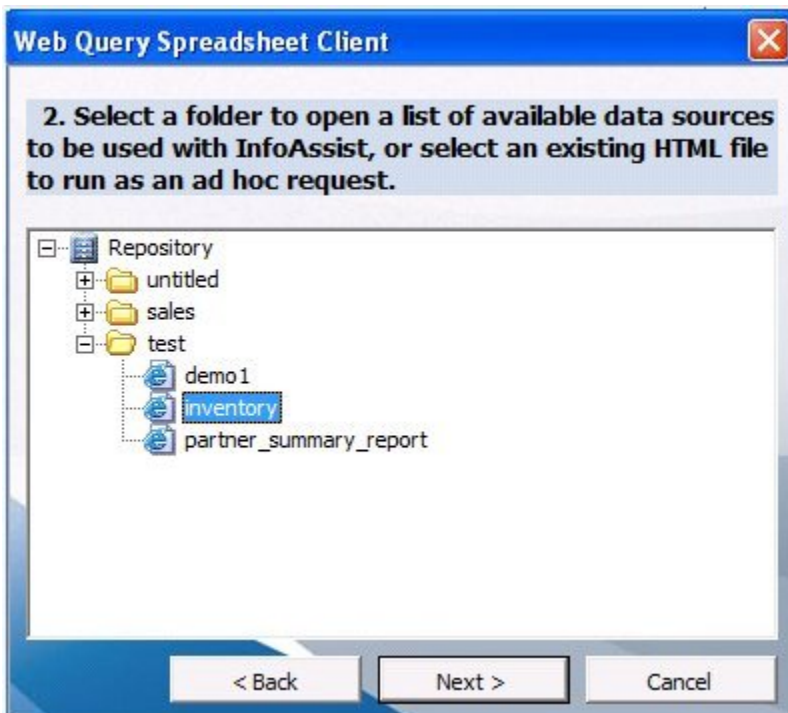 Web Query Spreadsheet Client
2. Select a folder to open a list of available data sources
to be used with InfoAssist, or select an existing HTML file
to run as an ad hoc request.
Repository
untitled
sales
test
demo1
inventory
partner_summary_report
< Back Next > Cancel